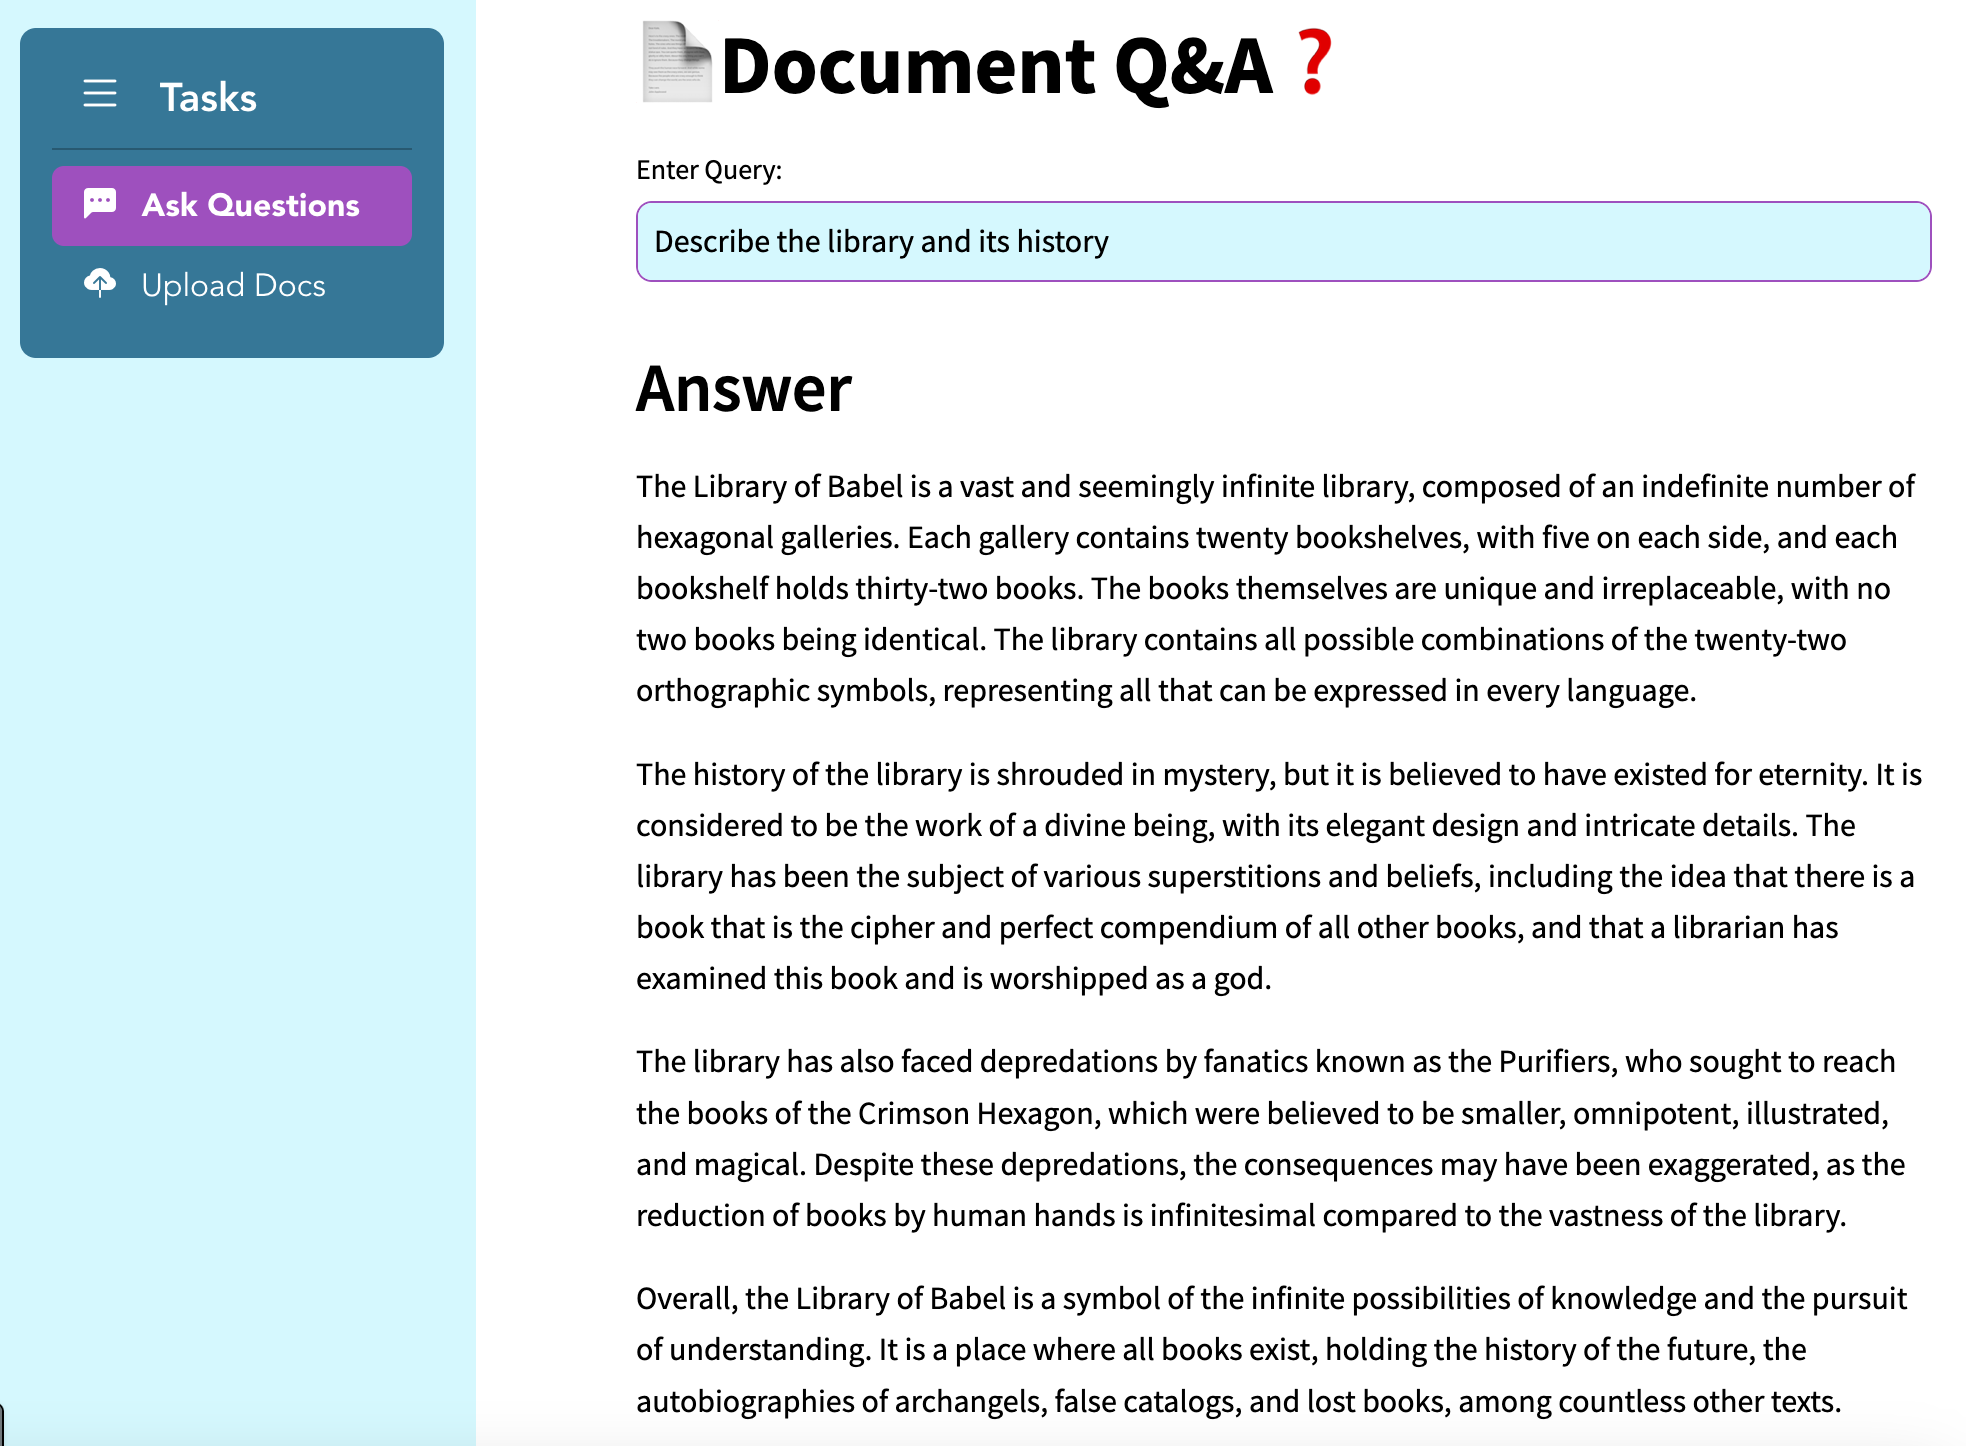 Tasks
Ask Questions
Upload Docs
Document Q&A❓
Enter Query:
Describe the library and its history
Answer
The Library of Babel is a vast and seemingly infinite library, composed of an indefinite number of
hexagonal galleries. Each gallery contains twenty bookshelves, with five on each side, and each
bookshelf holds thirty-two books. The books themselves are unique and irreplaceable, with no
two books being identical. The library contains all possible combinations of the twenty-two
orthographic symbols, representing all that can be expressed in every language.
The history of the library is shrouded in mystery, but it is believed to have existed for eternity. It is
considered to be the work of a divine being, with its elegant design and intricate details. The
library has been the subject of various superstitions and beliefs, including the idea that there is a
book that is the cipher and perfect compendium of all other books, and that a librarian has
examined this book and is worshipped as a god.
The library has also faced depredations by fanatics known as the Purifiers, who sought to reach
the books of the Crimson Hexagon, which were believed to be smaller, omnipotent, illustrated,
and magical. Despite these depredations, the consequences may have been exaggerated, as the
reduction of books by human hands is infinitesimal compared to the vastness of the library.
Overall, the Library of Babel is a symbol of the infinite possibilities of knowledge and the pursuit
of understanding. It is a place where all books exist, holding the history of the future, the
autobiographies of archangels, false catalogs, and lost books, among countless other texts.